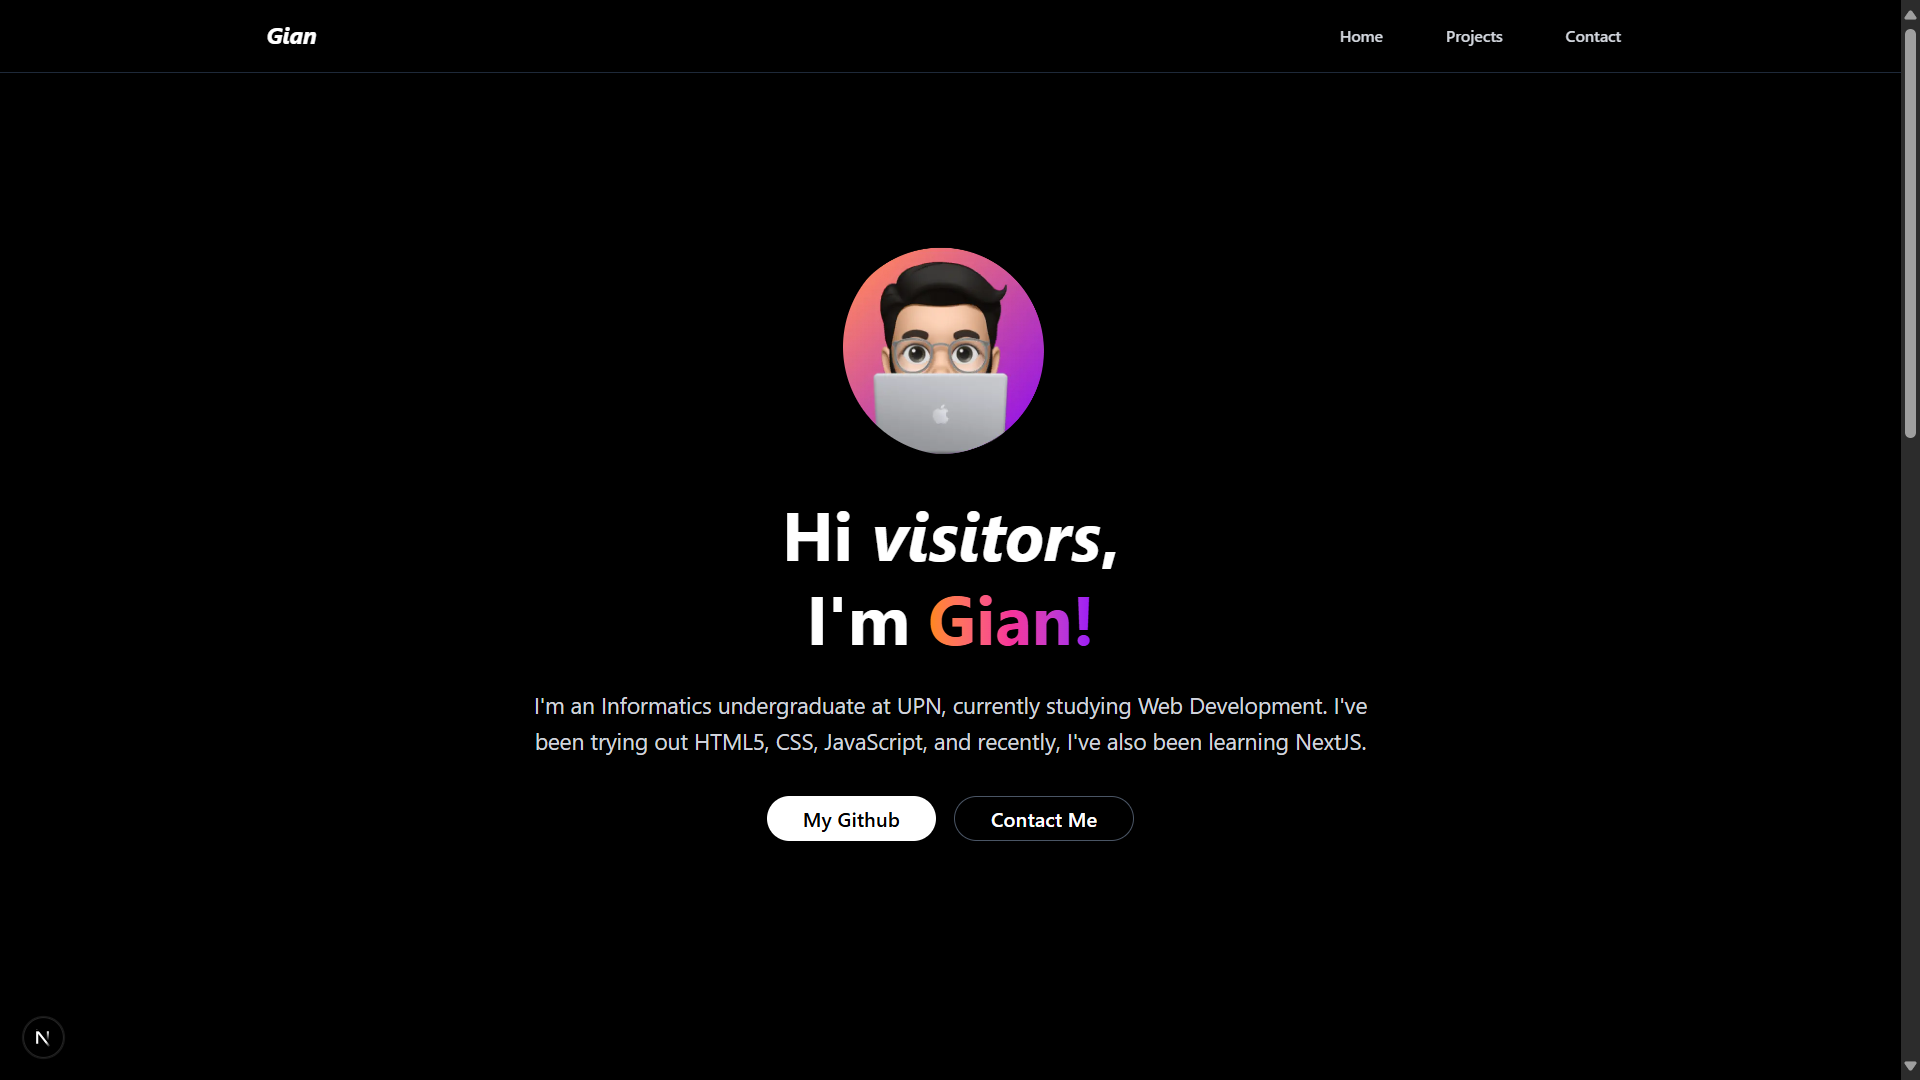 Gian
Home
Projects
Contact
Hi visitors,
I'm Gian!
I'm an Informatics undergraduate at UPN, currently studying Web Development. I've
been trying out HTML5, CSS, JavaScript, and recently, I've also been learning NextJS.
My Github
Contact Me
N